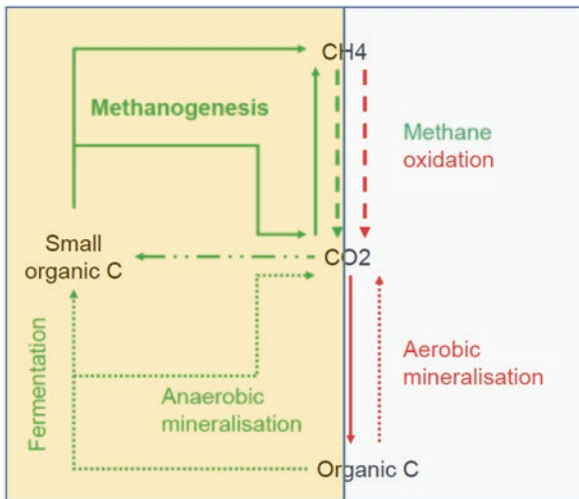 CH4
Methanogenesis
Methane
oxidation
Small
organic C
CO2
Fermentation
Anaerobic
mineralisation
Aerobic
mineralisation
Organic C